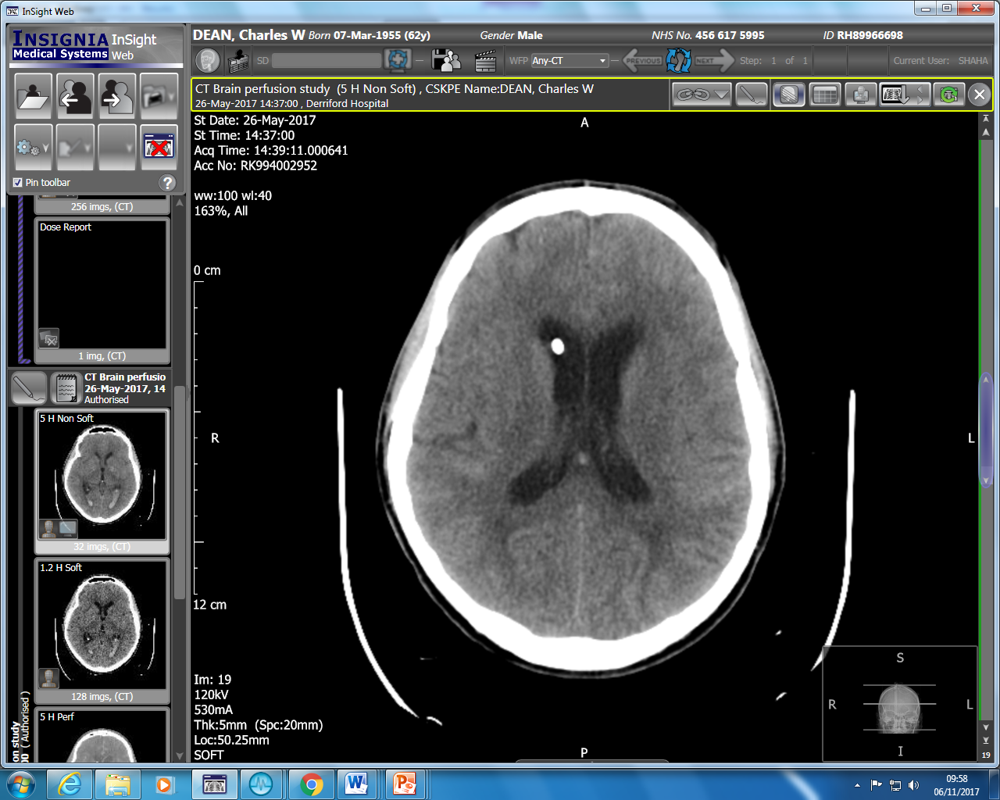 InSight Web
INSIGNIA InSight
Medical Systems Web
Pin toolbar
?
256 imgs, (CT)
Dose Report
1 img, (CT)
CT Brain perfusio
26-May-2017, 14
Authorised
5 H Non Soft
32 imgs, (CT)
1.2 H Soft
128 imgs, (CT)
5 H Perf
on study
00 (Authorised )
DEAN, Charles W Born 07-Mar-1955 (62y) Gender Male NHS No. 456 617 5995 ID RH89966698
SD WFP Any-CT PREVIOUS NEXT Step: 1 of 1 Current User: SHAHA
CT Brain perfusion study (5 H Non Soft) , CSKPE Name:DEAN, Charles W
26-May-2017 14:37:00 , Derriford Hospital
St Date: 26-May-2017
St Time: 14:37:00
Acq Time: 14:39:11.000641
Acc No: RK994002952
ww:100 wl:40
163%, All
A
0 cm
R
L
12 cm
Im: 19
120kV
530mA
Thk:5mm (Spc:20mm)
Loc:50.25mm
SOFT
P
S
R L
I
19
09:58
06/11/2017